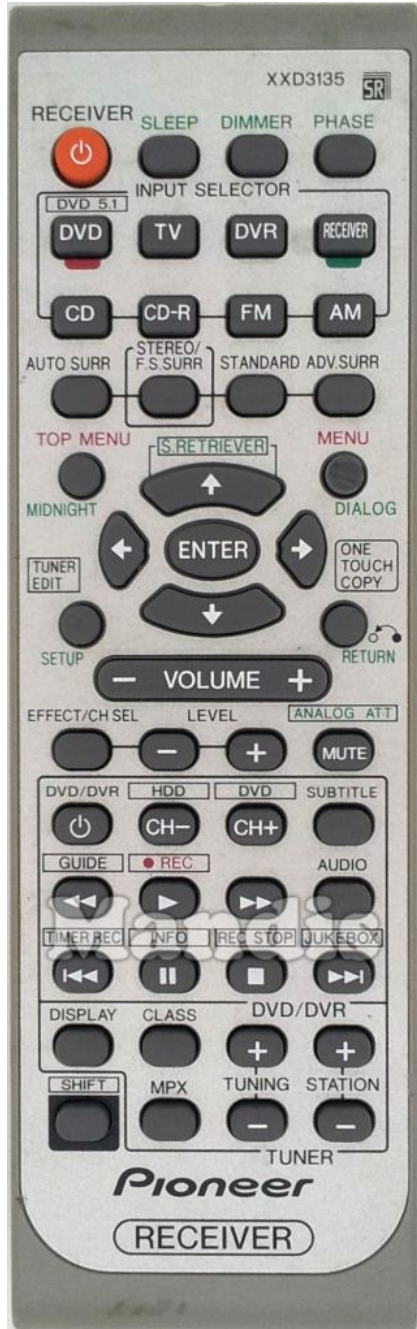 XXD3135 SR
RECEIVER SLEEP DIMMER PHASE
INPUT SELECTOR
DVD 5.1
DVD TV DVR RECEIVER
CD CD-R FM AM
STEREO/
AUTO SURR F.S.SURR STANDARD ADV.SURR
TOP MENU S.RETRIEVER MENU
MIDNIGHT DIALOG
ENTER
TUNER
EDIT
ONE
TOUCH
COPY
SETUP RETURN
– VOLUME +
EFFECT/CH SEL LEVEL ANALOG ATT
– + MUTE
DVD/DVR HDD DVD SUBTITLE
CH– CH+
GUIDE REC AUDIO
Mandis
TIMER REC INFO REC STOP JUKEBOX
DISPLAY CLASS DVD/DVR
+ +
SHIFT MPX TUNING STATION
– –
TUNER
Pioneer
RECEIVER